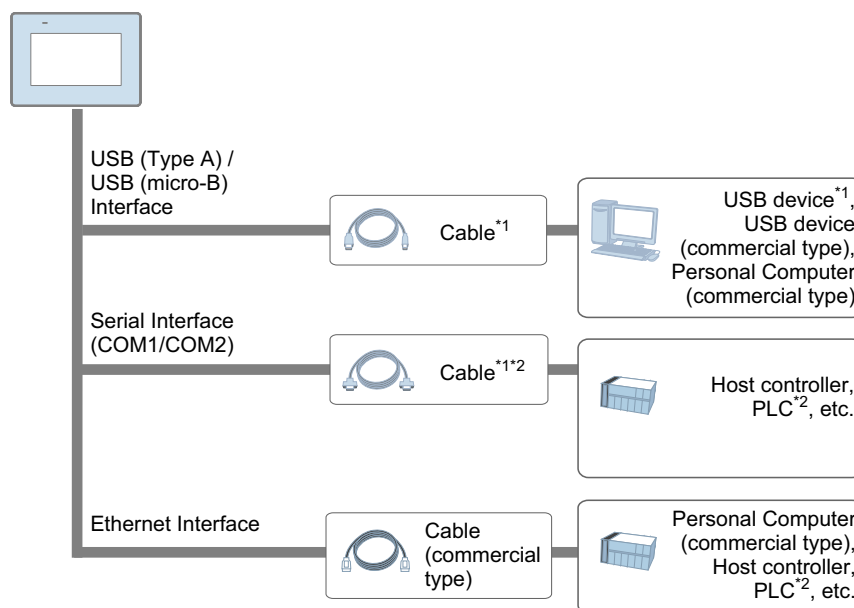 USB (Type A) /
USB (micro-B)
Interface
Cable*1
USB device*1,
USB device
(commercial type),
Personal Computer
(commercial type)
Serial Interface
(COM1/COM2)
Cable*1*2
Host controller,
PLC*2, etc.
Ethernet Interface
Cable
(commercial
type)
Personal Computer
(commercial type),
Host controller,
PLC*2, etc.